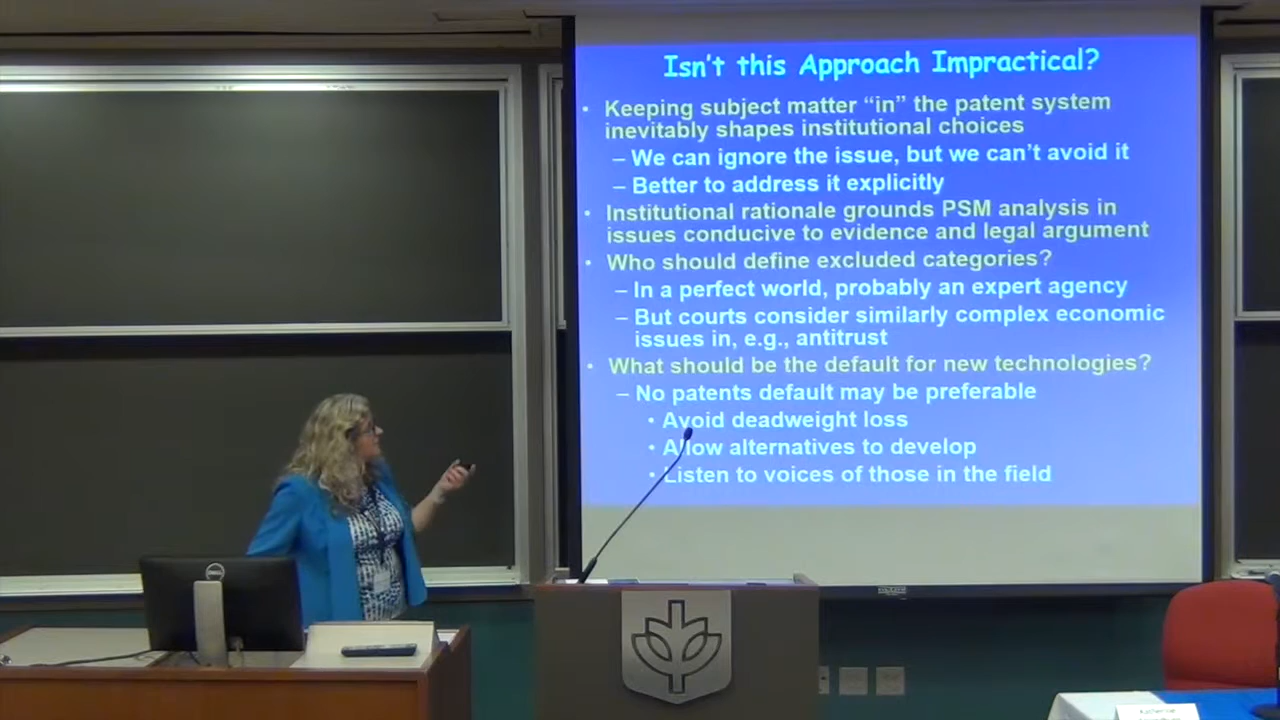 Isn't this Approach Impractical?
• Keeping subject matter “in” the patent system
inevitably shapes institutional choices
– We can ignore the issue, but we can't avoid it
– Better to address it explicitly
• Institutional rationale grounds PSM analysis in
issues conducive to evidence and legal argument
• Who should define excluded categories?
– In a perfect world, probably an expert agency
– But courts consider similarly complex economic
issues in, e.g., antitrust
• What should be the default for new technologies?
– No patents default may be preferable
• Avoid deadweight loss
• Allow alternatives to develop
• Listen to voices of those in the field
DELL
Katherine